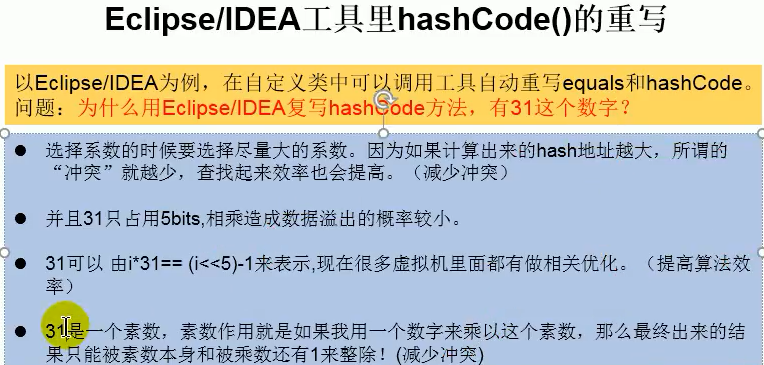 Eclipse/IDEA工具里hashCode()的重写
以Eclipse/IDEA为例，在自定义类中可以调用工具自动重写equals和hashCode。
问题：为什么用Eclipse/IDEA复写hashCode方法，有31这个数字？
● 选择系数的时候要选择尽量大的系数。因为如果计算出来的hash地址越大，所谓的
“冲突”就越少，查找起来效率也会提高。（减少冲突）
● 并且31只占用5bits,相乘造成数据溢出的概率较小。
● 31可以 由i*31== (i<<5)-1来表示,现在很多虚拟机里面都有做相关优化。（提高算法效
率）
● 31是一个素数，素数作用就是如果我用一个数字来乘以这个素数，那么最终出来的结
果只能被素数本身和被乘数还有1来整除！(减少冲突)